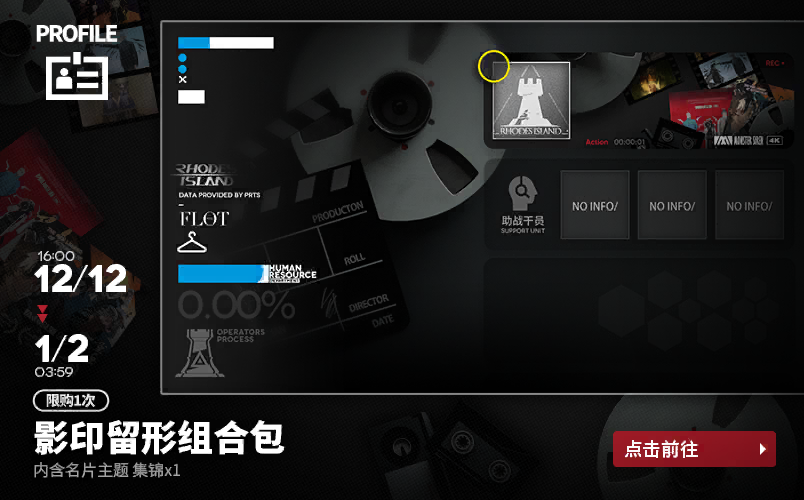 PROFILE
16:00
12/12
1/2
03:59
限购1次
影印留形组合包
内含名片主题 集锦x1
RHODES
ISLAND
DATA PROVIDED BY PRTS
FLOT
HUMAN
RESOURCE
0.00%
OPERATORS
PROCESS
PRODUCTON
ROLL
DIRECTOR
DATE
RHODES ISLAND
REC
Action 00:00:01
MONSTER SIREN 4K
助战干员
SUPPORT UNIT
NO INFO/
NO INFO/
NO INFO/
点击前往